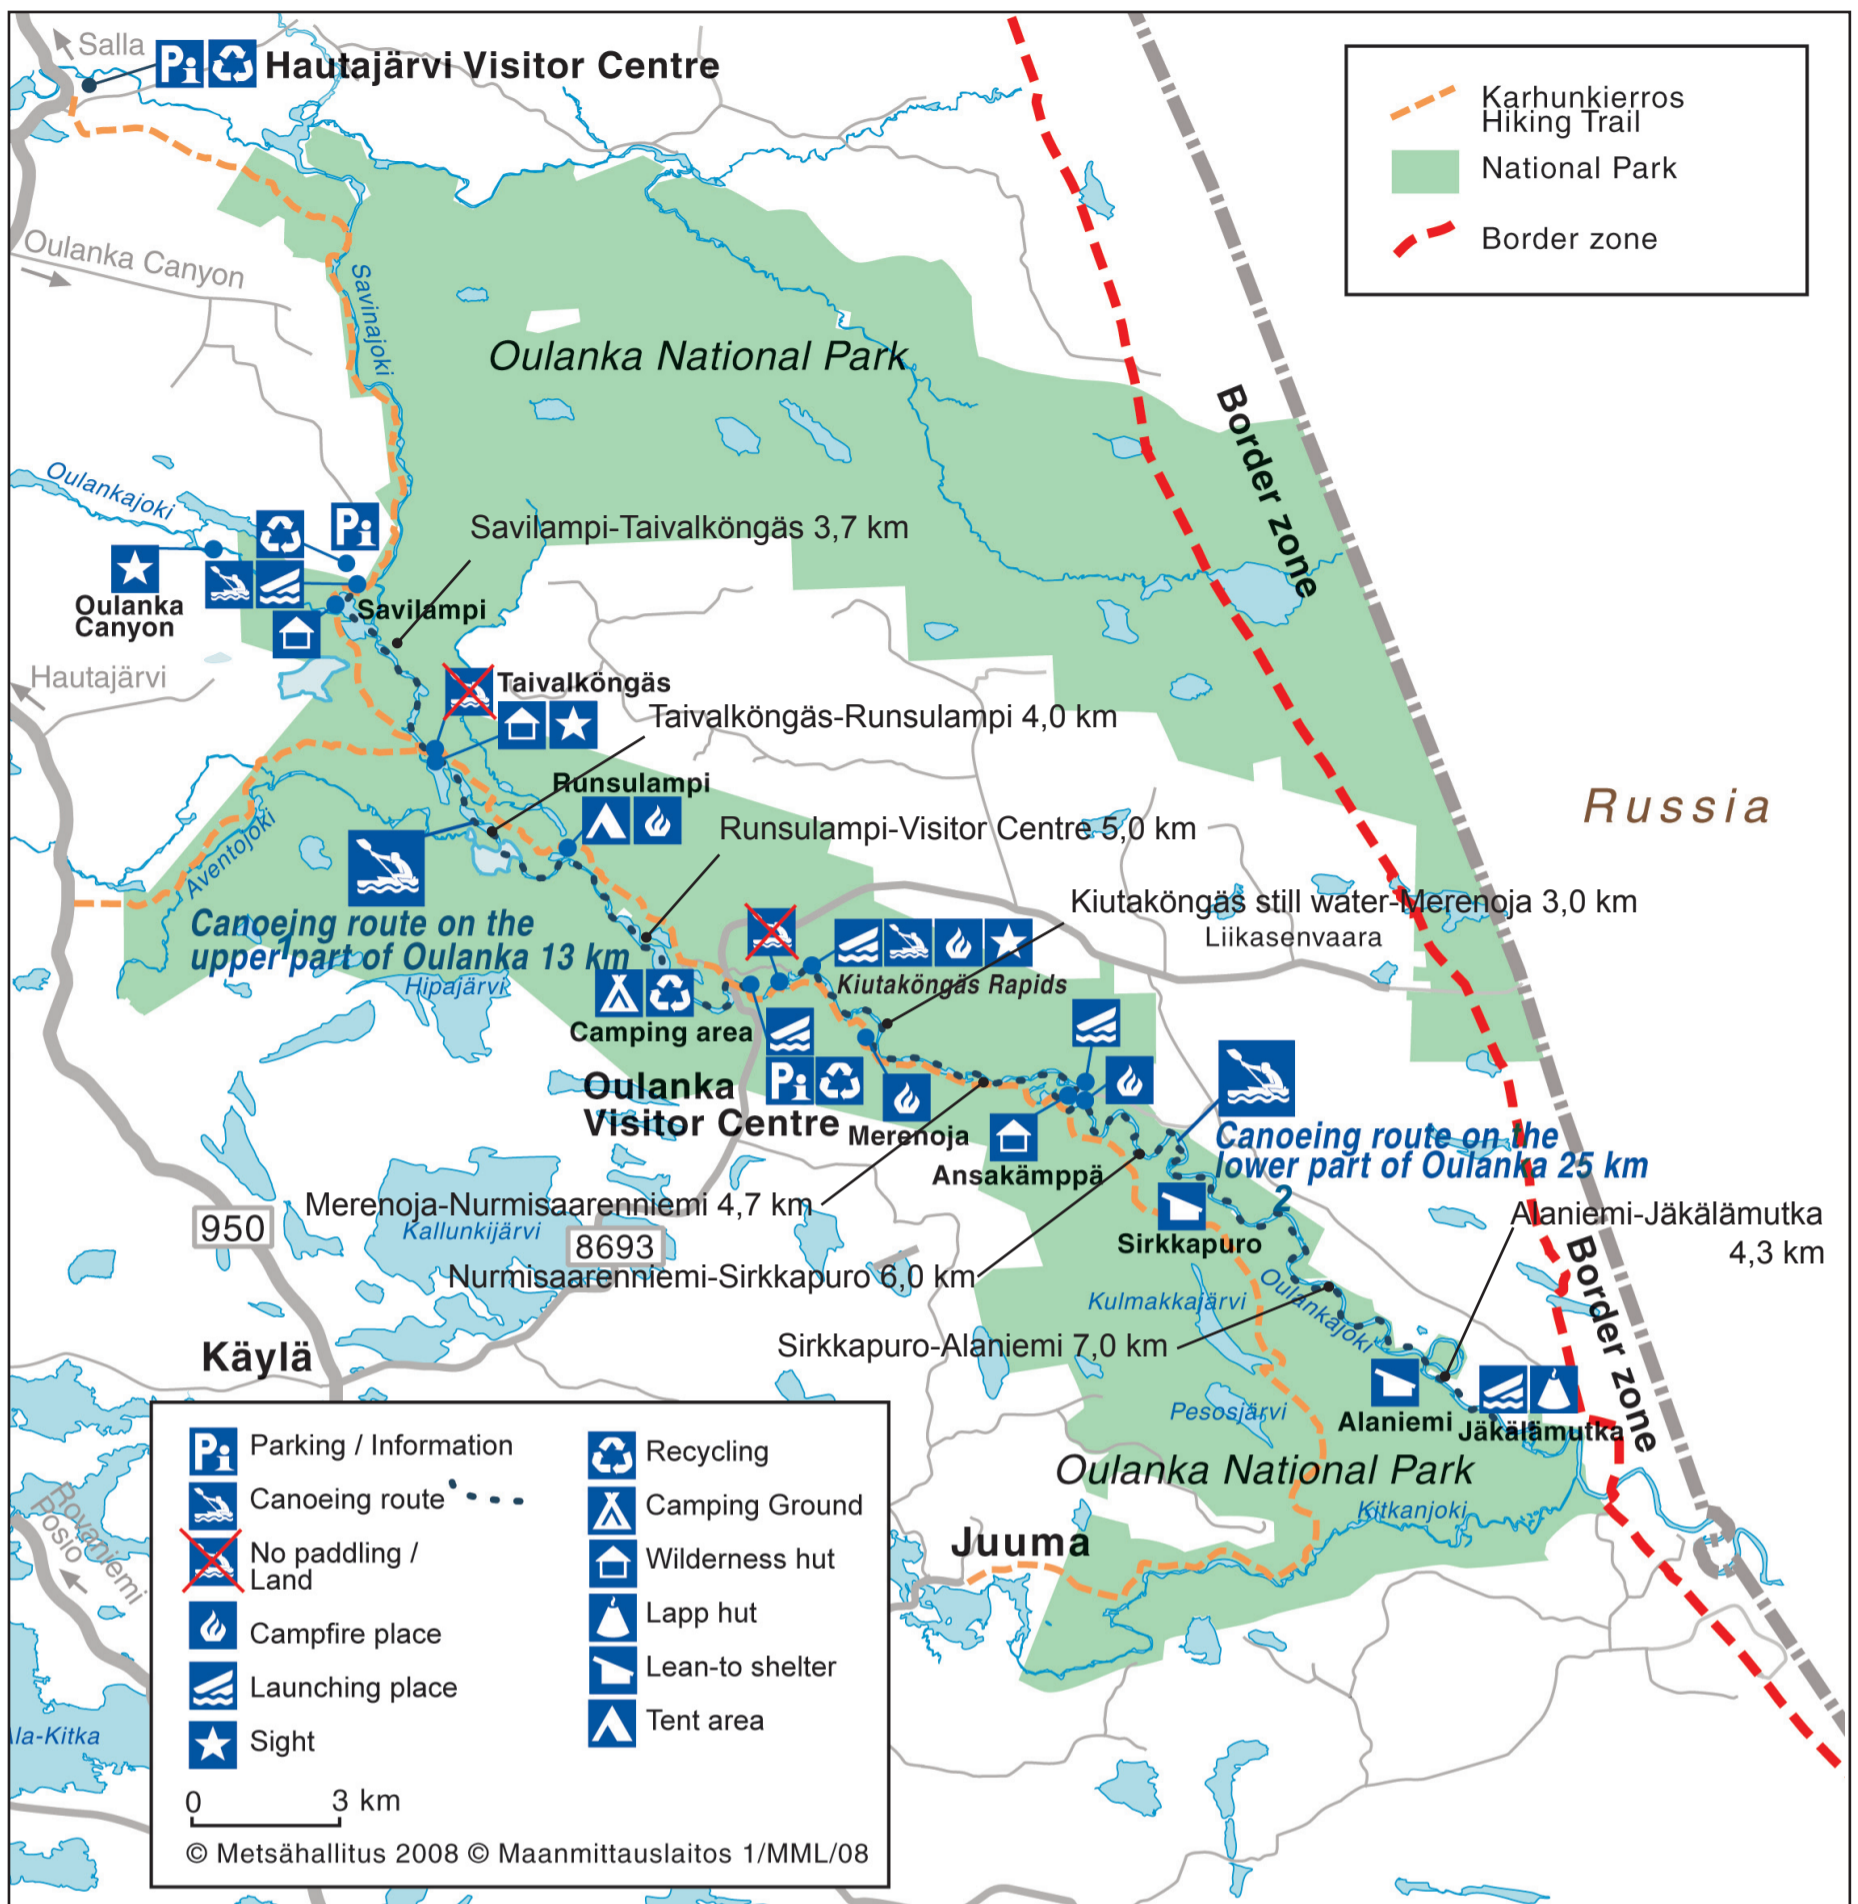 Salla
Hautajärvi Visitor Centre
Karhunkierros
Hiking Trail
National Park
Border zone
Oulanka Canyon
Savinajoki
Oulanka National Park
Border zone
Oulankajoki
Savilampi-Taivalköngäs 3,7 km
Oulanka
Canyon
Savilampi
Hautajärvi
Taivalköngäs
Taivalköngäs-Runsulampi 4,0 km
Runsulampi
Russia
Runsulampi-Visitor Centre 5,0 km
Aventojoki
Kiutaköngäs still water-Merenoja 3,0 km
Liikasenvaara
Canoeing route on the
upper part of Oulanka 13 km
1
Hipajärvi
Kiutaköngäs Rapids
Camping area
Oulanka
Visitor Centre
Merenoja
Ansakämppä
Canoeing route on the
lower part of Oulanka 25 km
2
Merenoja-Nurmisaarenniemi 4,7 km
950
Kallunkijärvi
8693
Sirkkapuro
Alaniemi-Jäkälämutka
4,3 km
Nurmisaarenniemi-Sirkkapuro 6,0 km
Kulmakkajärvi
Oulankajoki
Border zone
Sirkkapuro-Alaniemi 7,0 km
Käylä
Pesosjärvi
Alaniemi
Jäkälämutka
Oulanka National Park
Kitkanjoki
Juuma
Rovaniemi
Posio
Ala-Kitka
Pi Parking / Information
Canoeing route
No paddling /
Land
Campfire place
Launching place
Sight
Recycling
Camping Ground
Wilderness hut
Lapp hut
Lean-to shelter
Tent area
0 3 km
© Metsähallitus 2008 © Maanmittauslaitos 1/MML/08